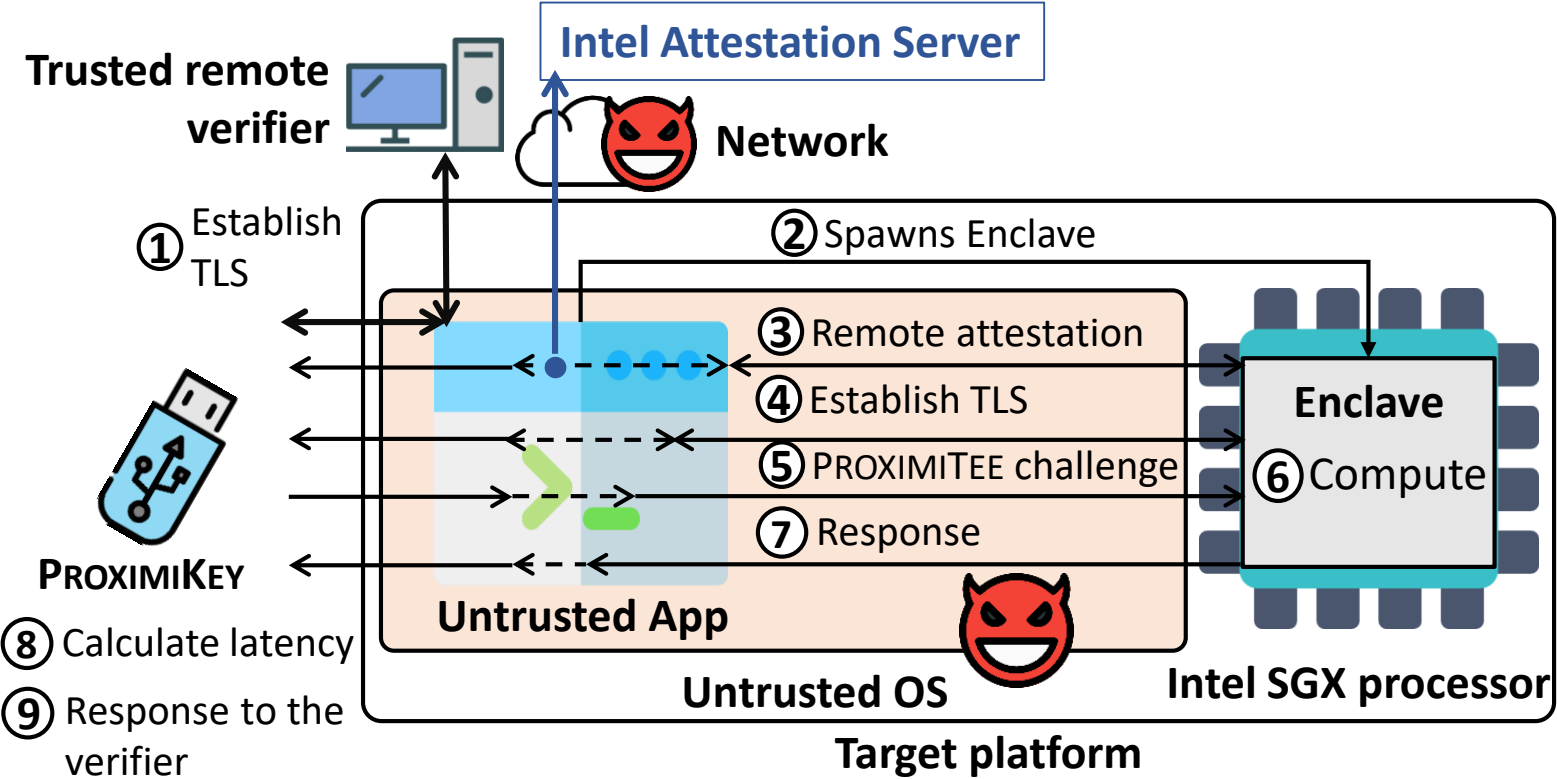 Intel Attestation Server
Trusted remote
verifier
Network
① Establish
TLS
② Spawns Enclave
③ Remote attestation
④ Establish TLS
Enclave
⑤ PROXIMITEE challenge
⑥ Compute
⑦ Response
PROXIMIKEY
Untrusted App
⑧ Calculate latency
Untrusted OS
Intel SGX processor
⑨ Response to the
verifier
Target platform